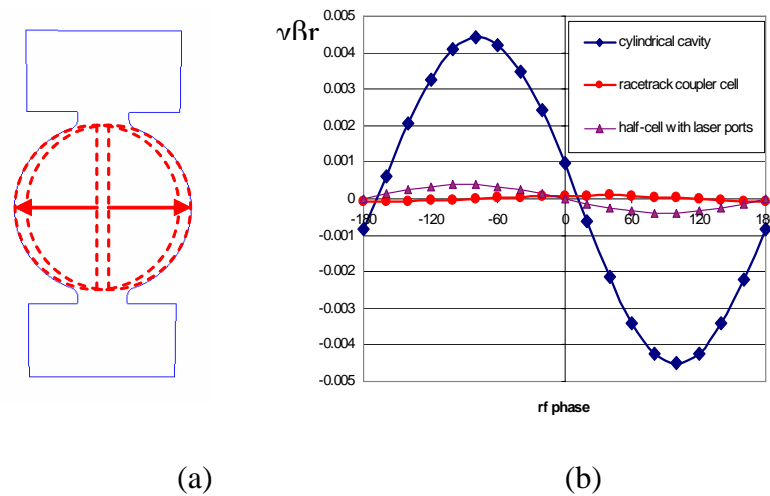 γβr
0.005
0.004
0.003
0.002
0.001
0
-0.001
-0.002
-0.003
-0.004
-0.005
-180 -120 -60 0 60 120 180
cylindrical cavity
racetrack coupler cell
half-cell with laser ports
rf phase
(a) (b)